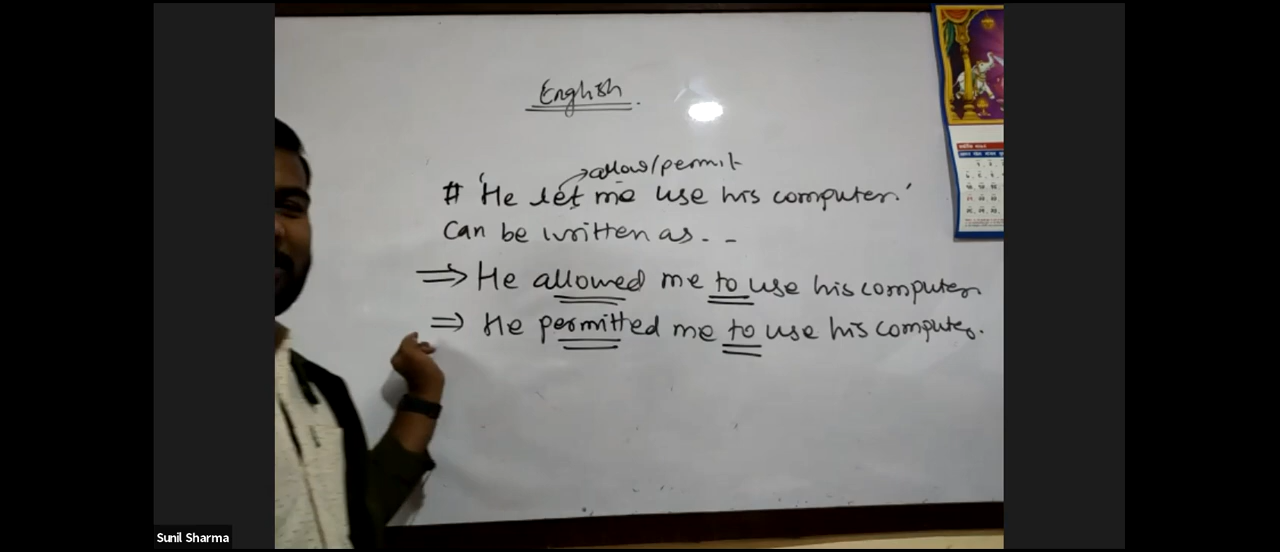 English.
allow/permit
# 'He let me use his computer.'
Can be written as - -
⇒ He allowed me to use his computer.
⇒ He permitted me to use his computer.
Sunil Sharma